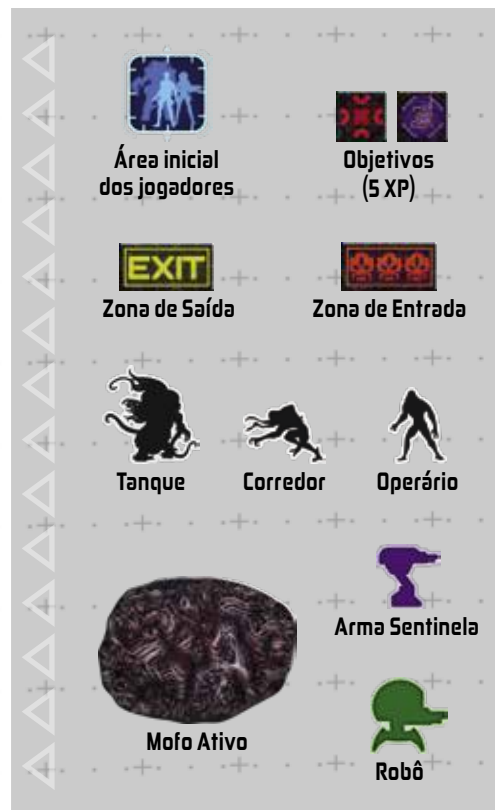 Área inicial
dos jogadores
Objetivos
(5 XP)
EXIT
Zona de Saída
Zona de Entrada
Tanque
Corredor
Operário
Arma Sentinela
Mofo Ativo
Robô